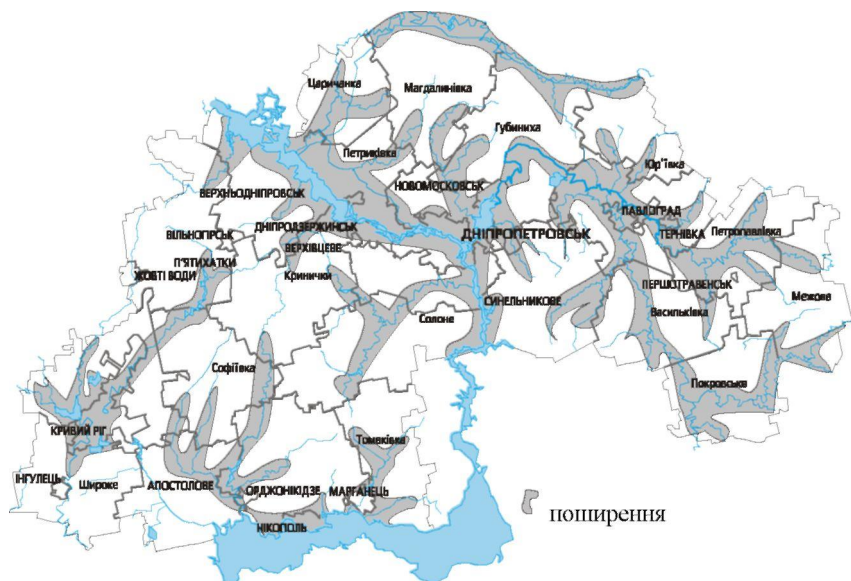 Царичанка
Магдалинівка
Губиниха
Петриківка
Юр'ївка
НОВОМОСКОВСЬК
ВЕРХНЬОДНІПРОВСЬК
ПАВЛОГРАД
ДНІПРОДЗЕРЖИНСЬК
ВІЛЬНОГІРСЬК
ДНІПРОПЕТРОВСЬК
ТЕРНІВКА
Петропавлівка
ВЕРХІВЦЕВЕ
П'ЯТИХАТКИ
ЖОВТІ ВОДИ
Кринички
ПЕРШОТРАВЕНСЬК
СИНЕЛЬНИКОВЕ
Межова
Солоне
Васильківка
Софіївка
Покровське
КРИВИЙ РІГ
Томаківка
ІНГУЛЕЦЬ
Широке
АПОСТОЛОВЕ
ОРДЖОНІКІДЗЕ
МАРГАНЕЦЬ
НІКОПОЛЬ
поширення